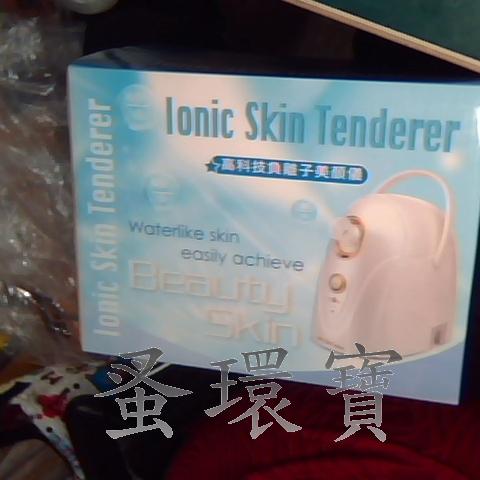 Ionic Skin Tenderer
Ionic Skin Tenderer
高科技負離子美顏儀
Waterlike skin
easily achieve
Beauty
Skin
蚤環寶